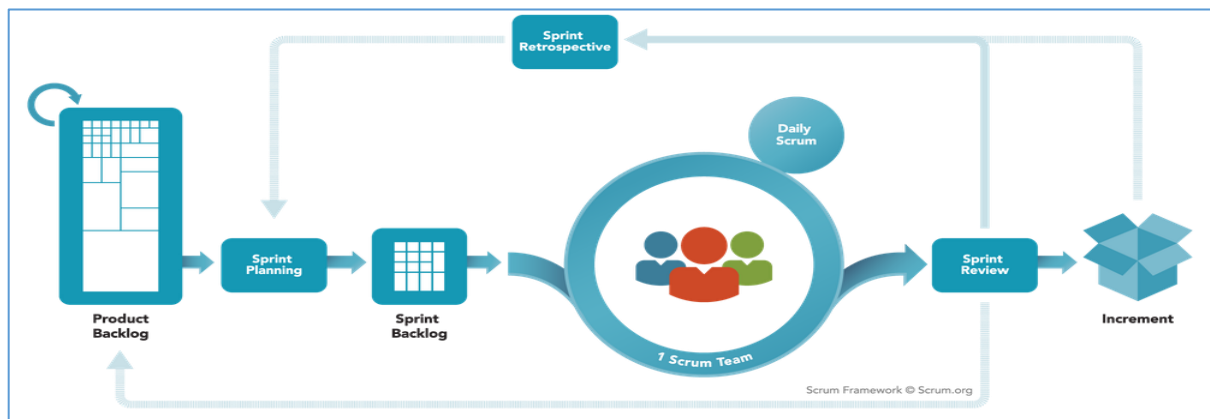 Sprint
Retrospective
Daily
Scrum
Sprint
Planning
Sprint
Review
Product
Backlog
Sprint
Backlog
1 Scrum Team
Increment
Scrum Framework © Scrum.org